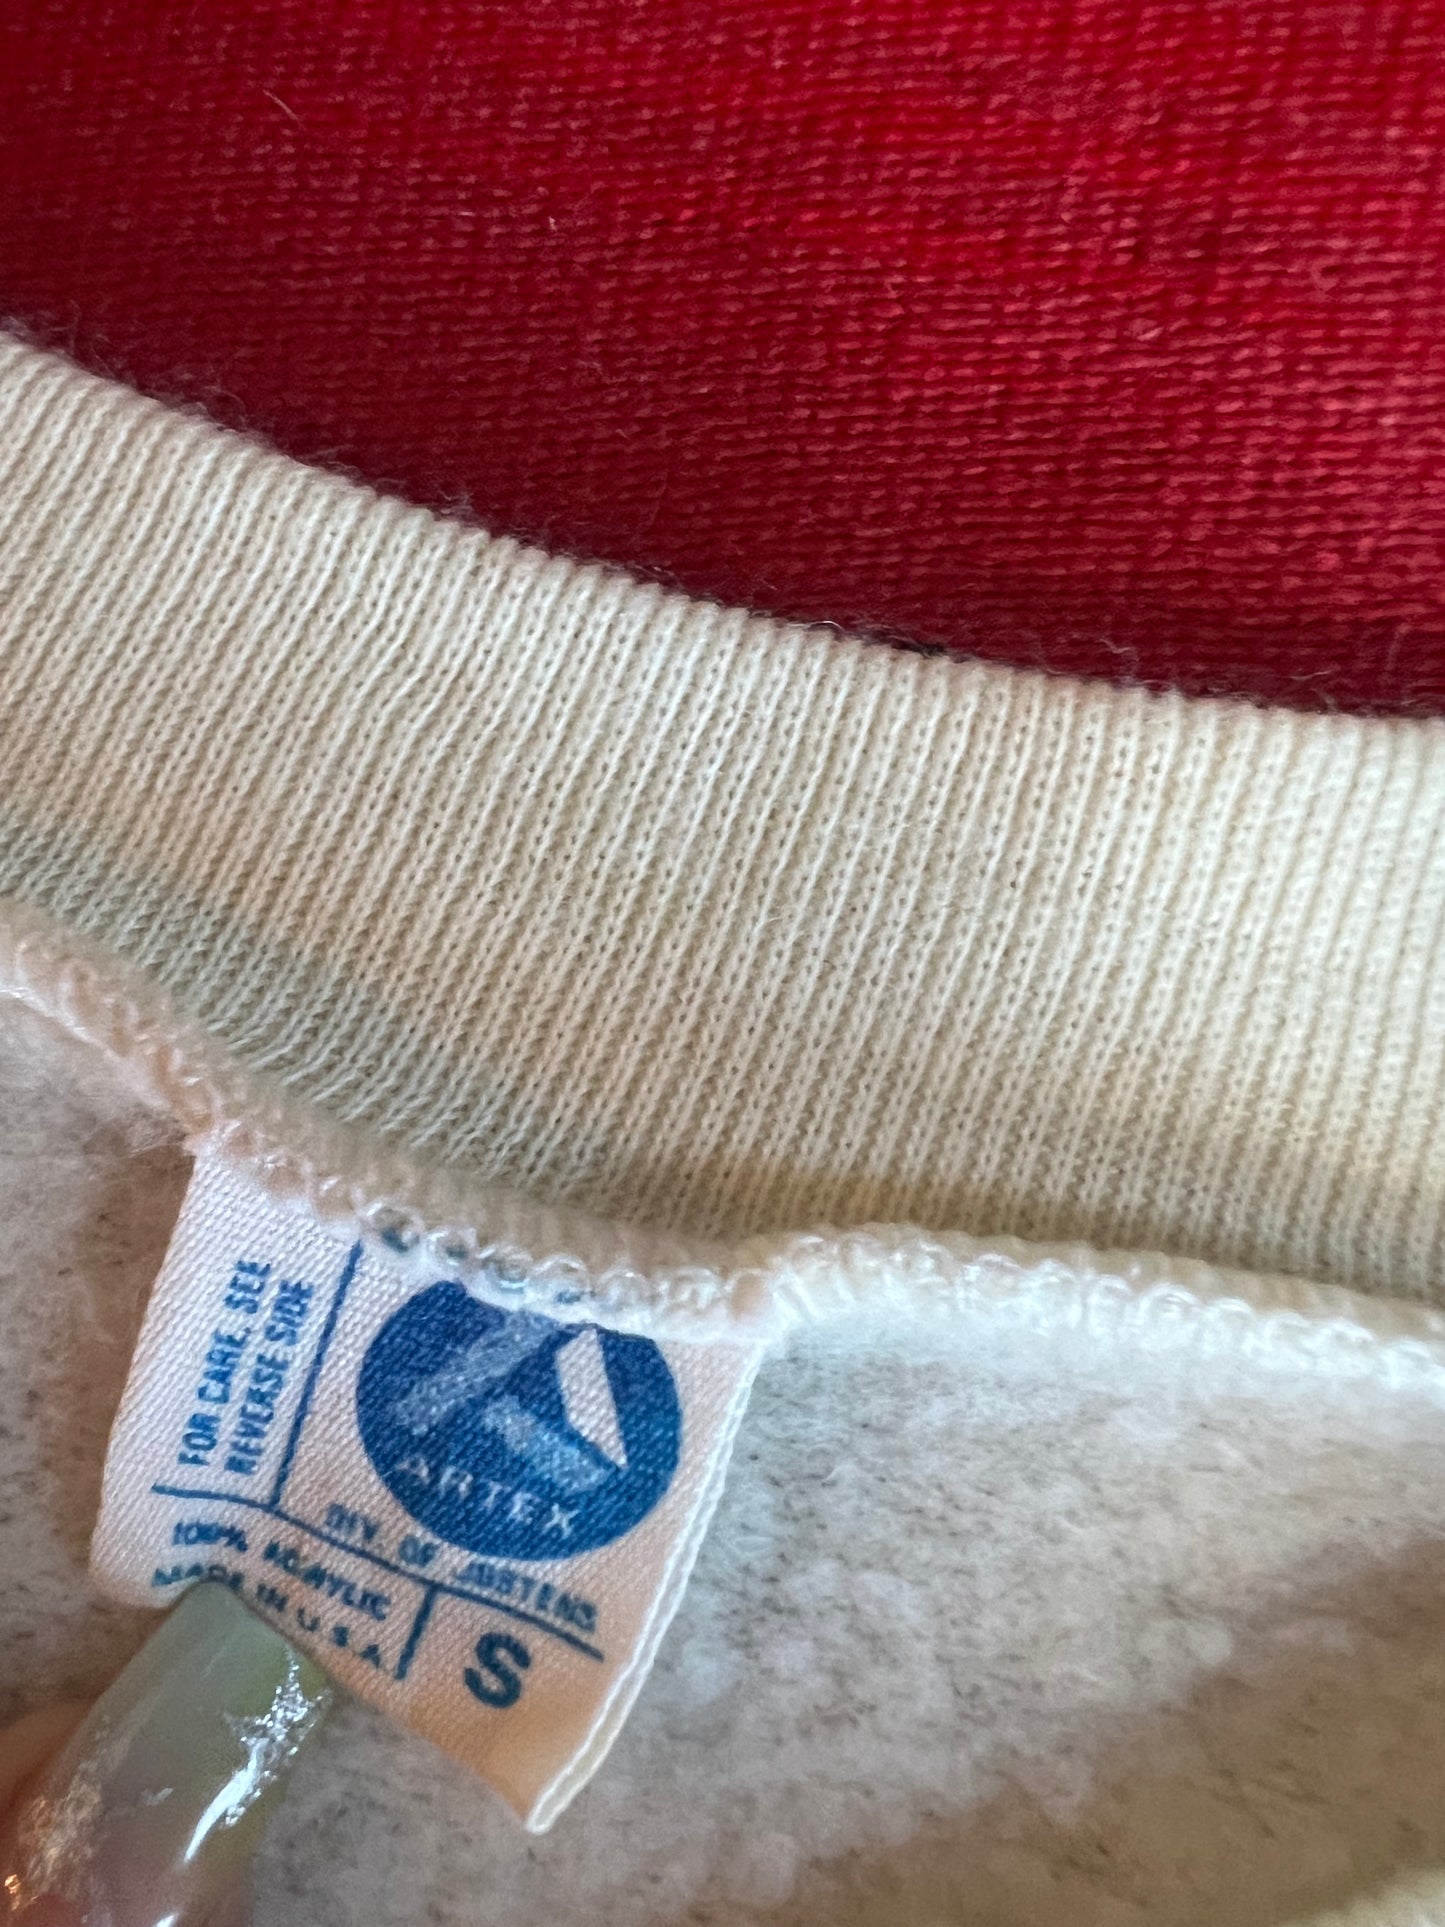 FOR CARE, SEE
REVERSE SIDE
ARTEX
DIV. OF JOSTENS
100% ACRYLIC
MADE IN U.S.A.
S